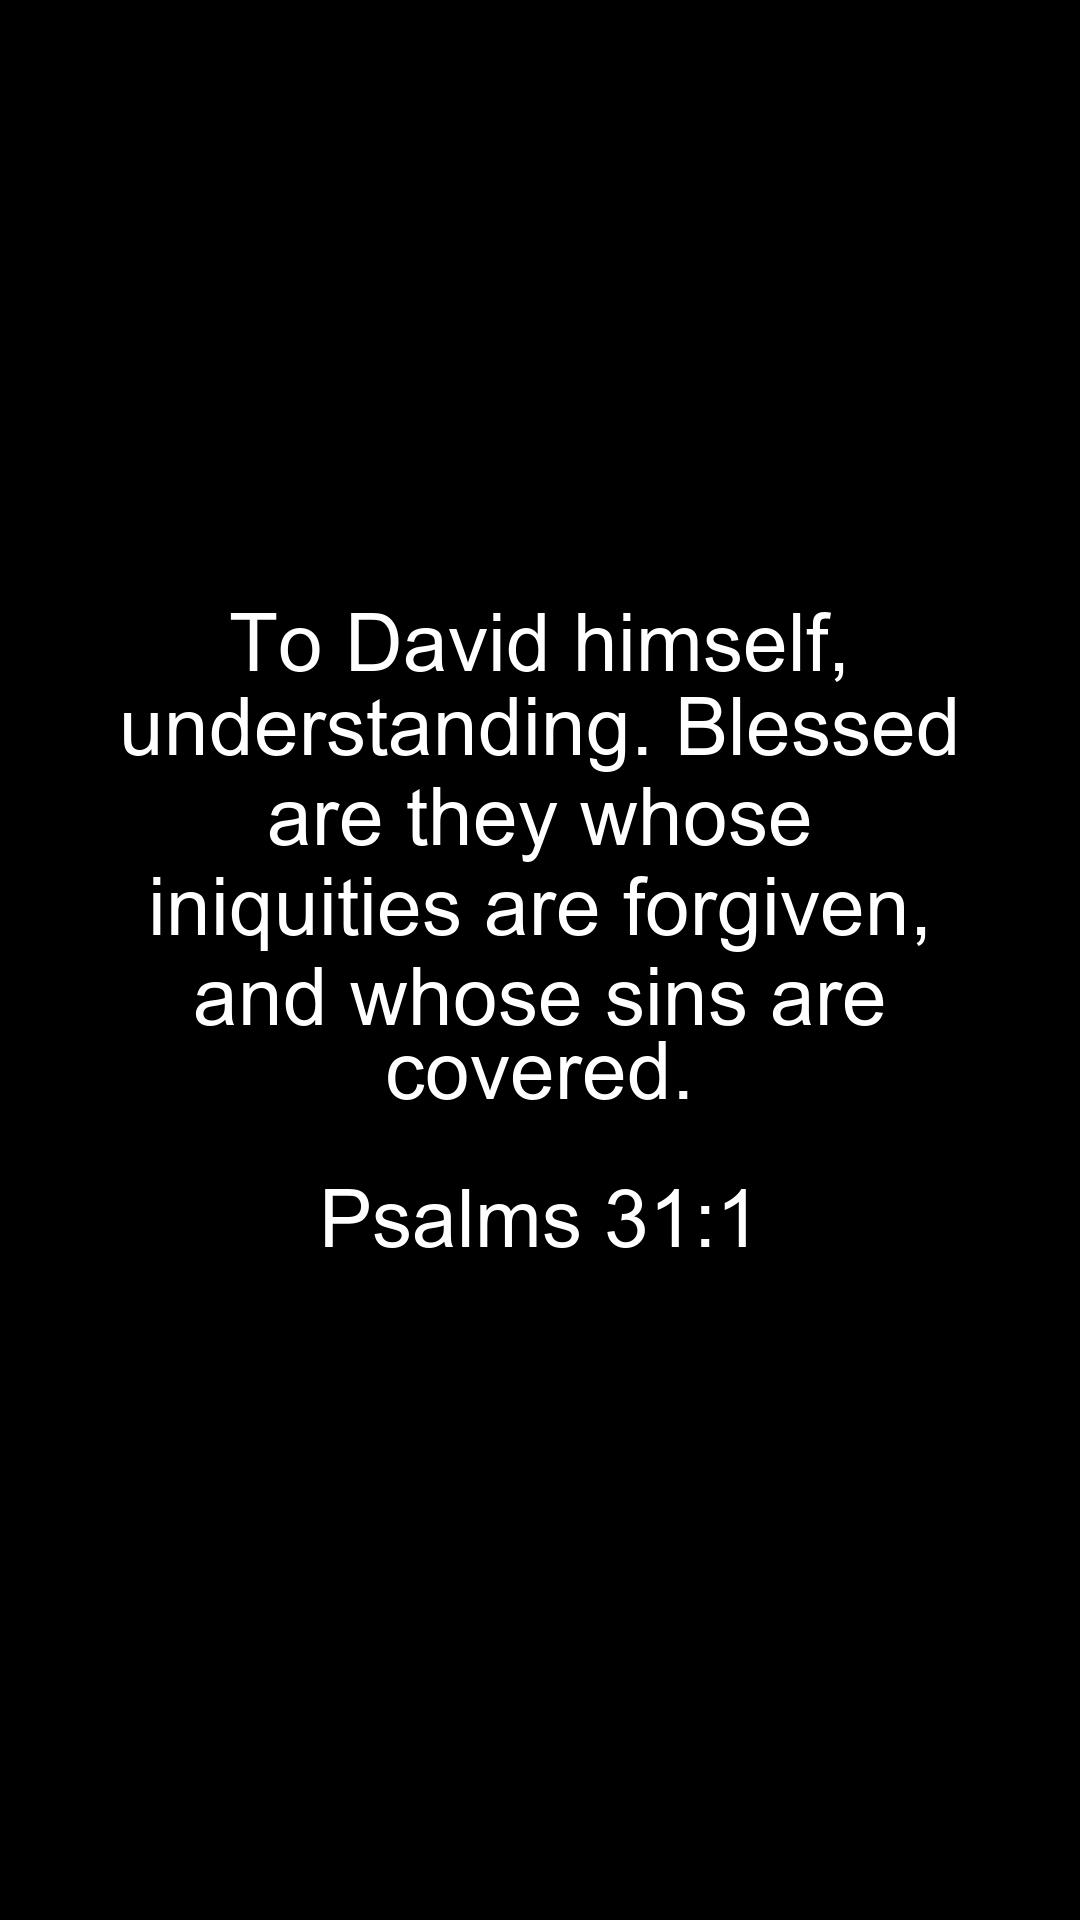 To David himself,
understanding. Blessed
are they whose
iniquities are forgiven,
and whose sins are
covered.
Psalms 31:1